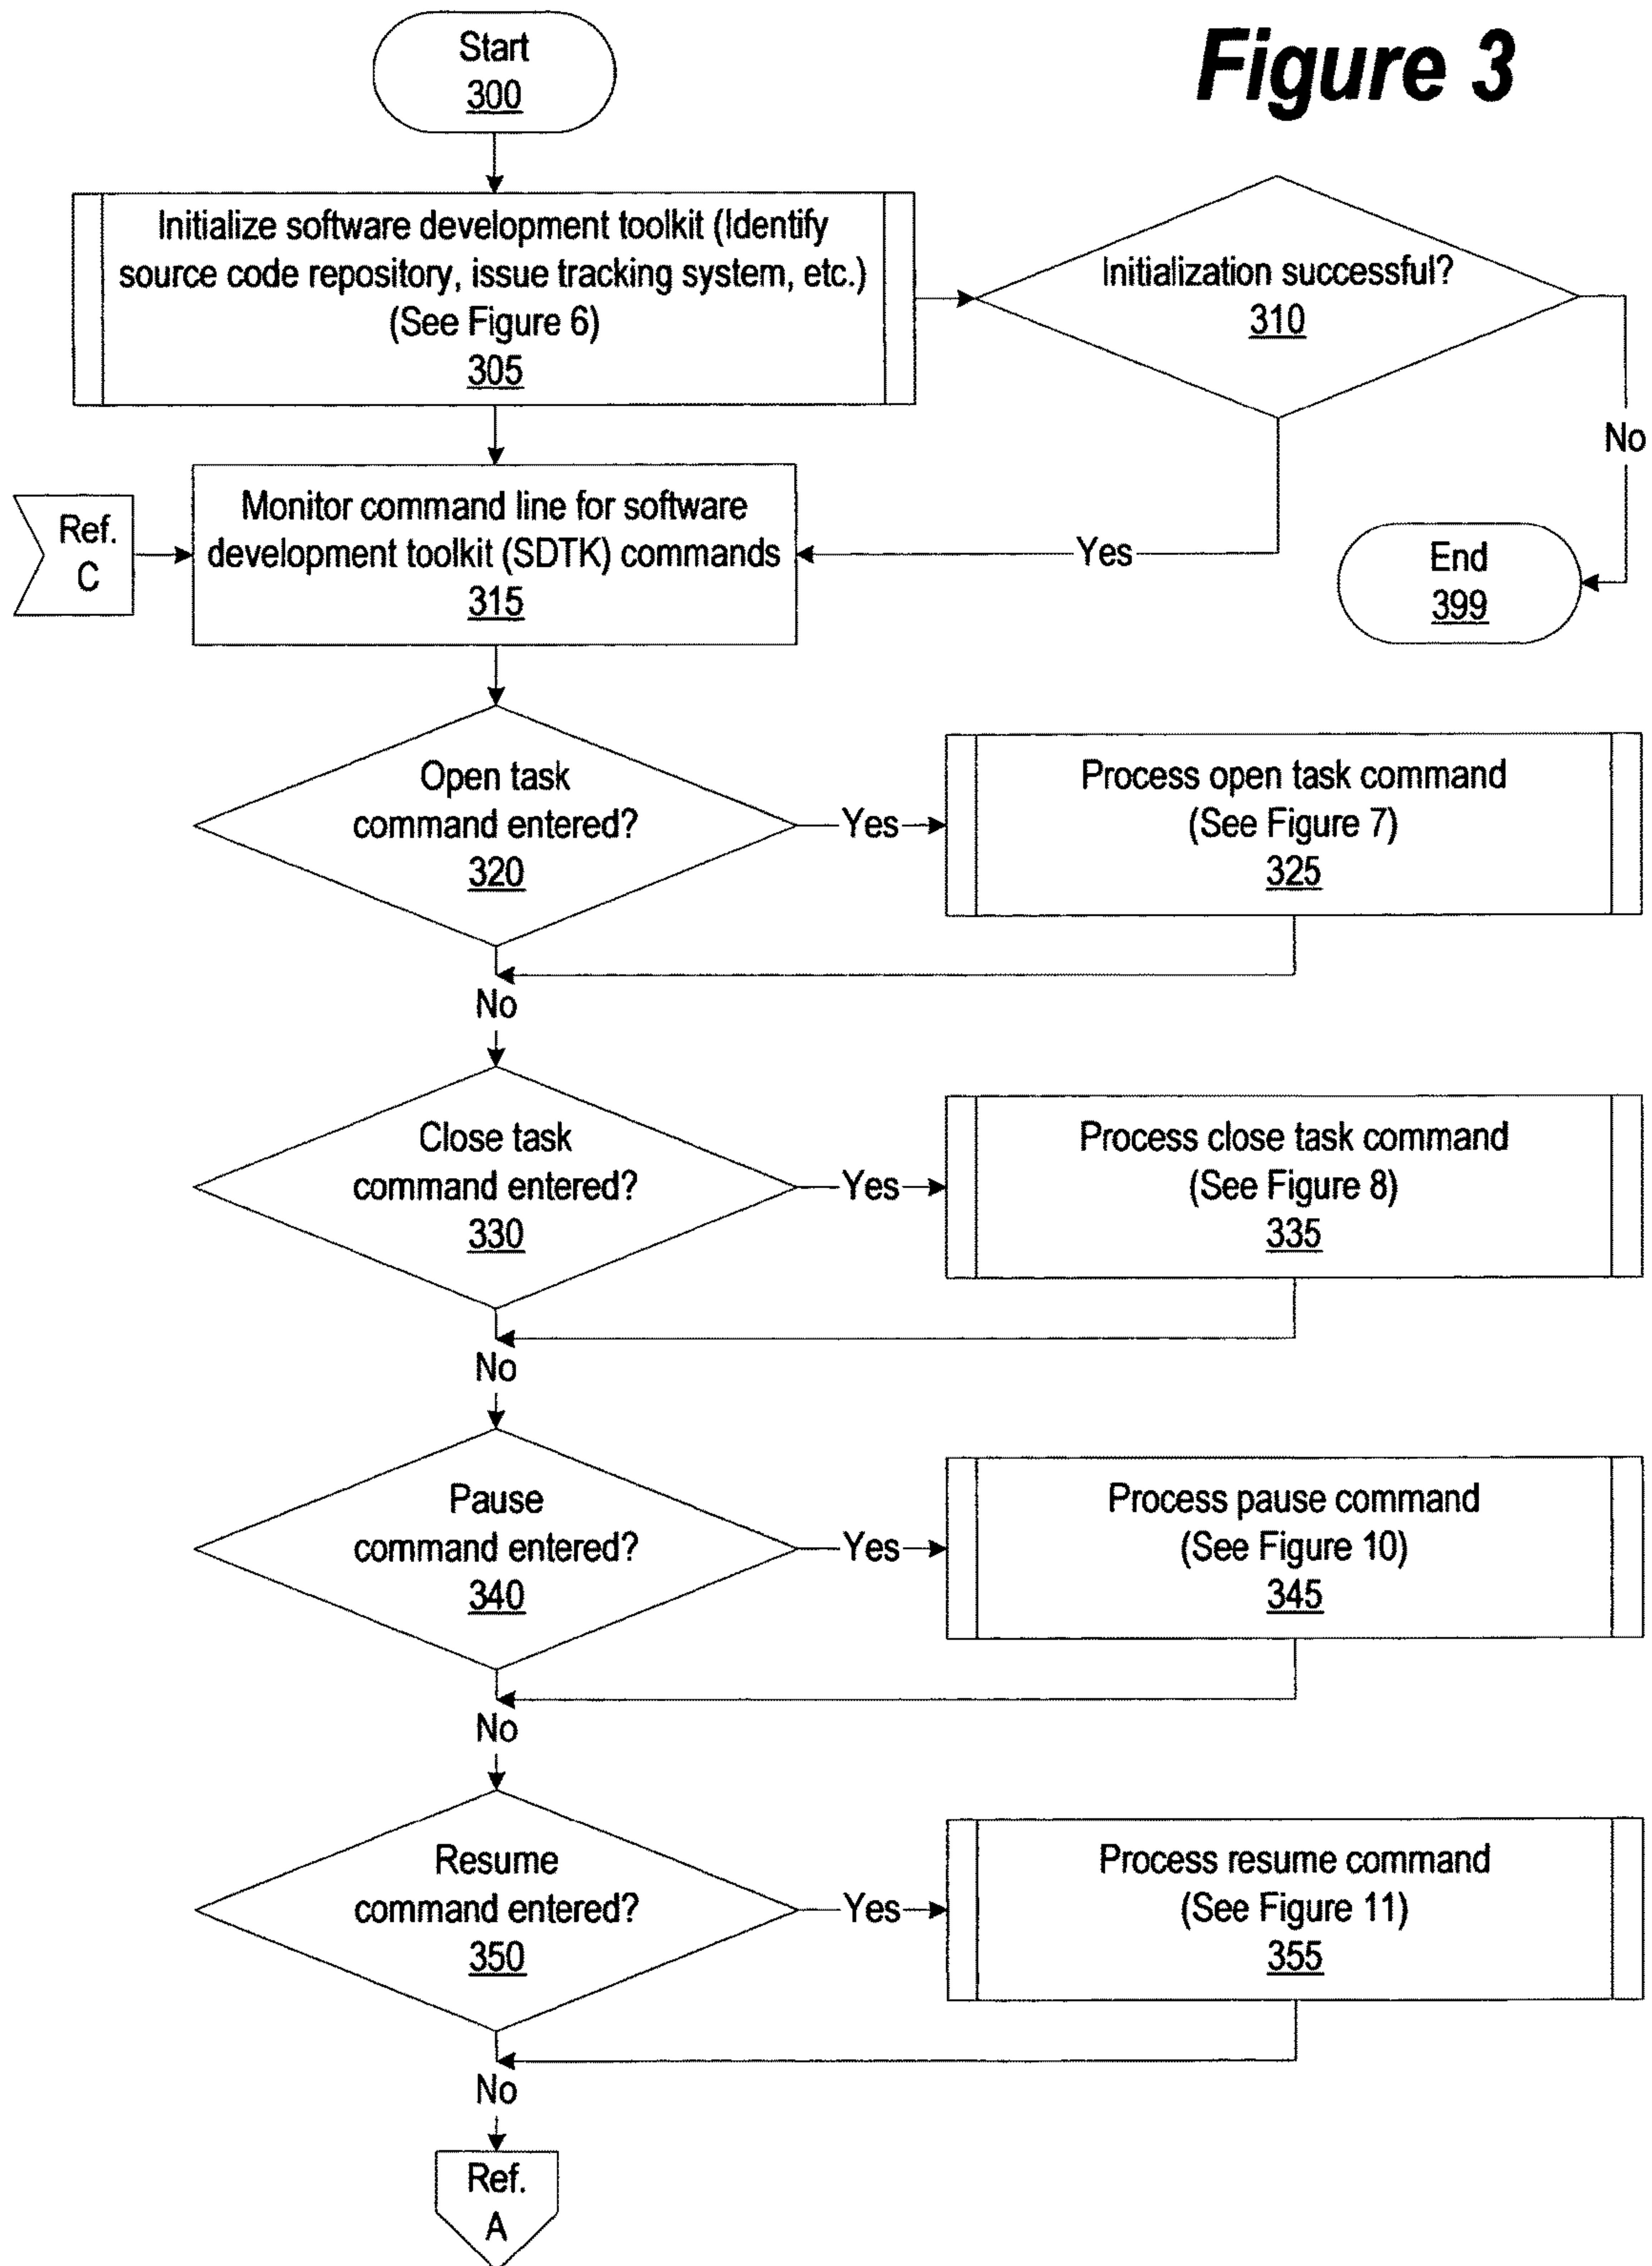 Figure 3
Start
300
Initialize software development toolkit (Identify
source code repository, issue tracking system, etc.)
(See Figure 6)
305
Initialization successful?
310
No
Ref.
C
Monitor command line for software
development toolkit (SDTK) commands
315
Yes
End
399
Open task
command entered?
320
Yes
Process open task command
(See Figure 7)
325
No
Close task
command entered?
330
Yes
Process close task command
(See Figure 8)
335
No
Pause
command entered?
340
Yes
Process pause command
(See Figure 10)
345
No
Resume
command entered?
350
Yes
Process resume command
(See Figure 11)
355
No
Ref.
A